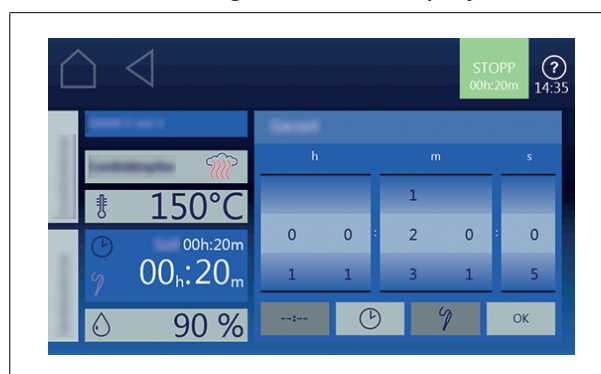 STOPP
00h:20m
?
14:35
h m s
150°C
1
00h:20m
0 0 : 2 0 : 0
00h:20m
1 1 3 1 5
90 %
--:--
OK